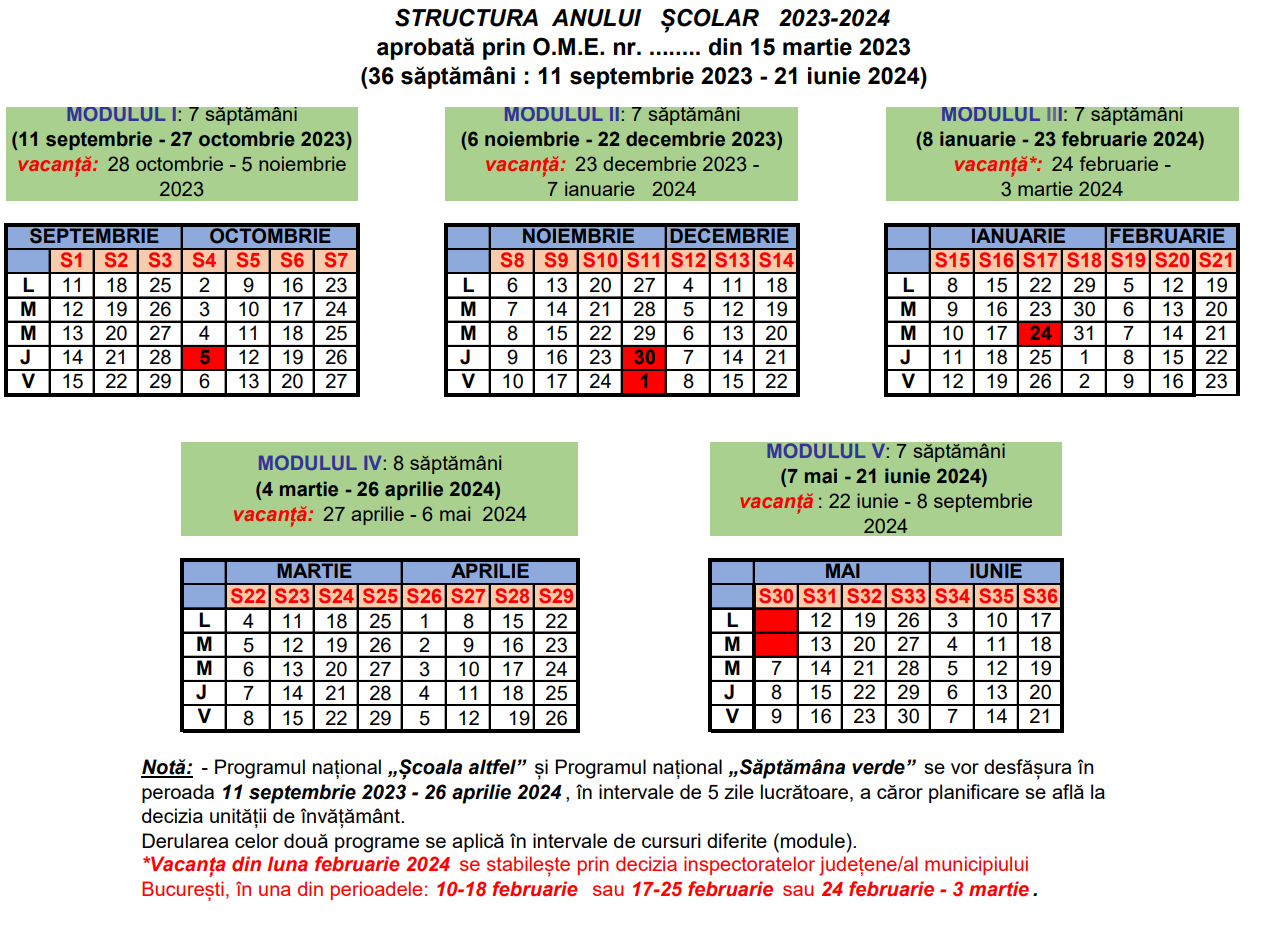 STRUCTURA ANULUI ȘCOLAR 2023-2024
aprobată prin O.M.E. nr. ........ din 15 martie 2023
(36 săptămâni : 11 septembrie 2023 - 21 iunie 2024)
MODULUL I: 7 săptămâni
(11 septembrie - 27 octombrie 2023)
vacanță: 28 octombrie - 5 noiembrie
2023
SEPTEMBRIE OCTOMBRIE
S1 S2 S3 S4 S5 S6 S7
L 11 18 25 2 9 16 23
M 12 19 26 3 10 17 24
M 13 20 27 4 11 18 25
J 14 21 28 5 12 19 26
V 15 22 29 6 13 20 27
MODULUL II: 7 săptămâni
(6 noiembrie - 22 decembrie 2023)
vacanță: 23 decembrie 2023 -
7 ianuarie 2024
NOIEMBRIE DECEMBRIE
S8 S9 S10 S11 S12 S13 S14
L 6 13 20 27 4 11 18
M 7 14 21 28 5 12 19
M 8 15 22 29 6 13 20
J 9 16 23 30 7 14 21
V 10 17 24 1 8 15 22
MODULUL III: 7 săptămâni
(8 ianuarie - 23 februarie 2024)
vacanță*: 24 februarie -
3 martie 2024
IANUARIE FEBRUARIE
S15 S16 S17 S18 S19 S20 S21
L 8 15 22 29 5 12 19
M 9 16 23 30 6 13 20
M 10 17 24 31 7 14 21
J 11 18 25 1 8 15 22
V 12 19 26 2 9 16 23
MODULUL IV: 8 săptămâni
(4 martie - 26 aprilie 2024)
vacanță: 27 aprilie - 6 mai 2024
MARTIE APRILIE
S22 S23 S24 S25 S26 S27 S28 S29
L 4 11 18 25 1 8 15 22
M 5 12 19 26 2 9 16 23
M 6 13 20 27 3 10 17 24
J 7 14 21 28 4 11 18 25
V 8 15 22 29 5 12 19 26
MODULUL V: 7 săptămâni
(7 mai - 21 iunie 2024)
vacanță : 22 iunie - 8 septembrie
2024
MAI IUNIE
S30 S31 S32 S33 S34 S35 S36
L 12 19 26 3 10 17
M 13 20 27 4 11 18
M 7 14 21 28 5 12 19
J 8 15 22 29 6 13 20
V 9 16 23 30 7 14 21
Notă: - Programul național „Școala altfel” și Programul național „Săptămâna verde” se vor desfășura în
peroada 11 septembrie 2023 - 26 aprilie 2024 , în intervale de 5 zile lucrătoare, a căror planificare se află la
decizia unității de învățământ.
Derularea celor două programe se aplică în intervale de cursuri diferite (module).
*Vacanța din luna februarie 2024 se stabilește prin decizia inspectoratelor județene/al municipiului
București, în una din perioadele: 10-18 februarie sau 17-25 februarie sau 24 februarie - 3 martie .